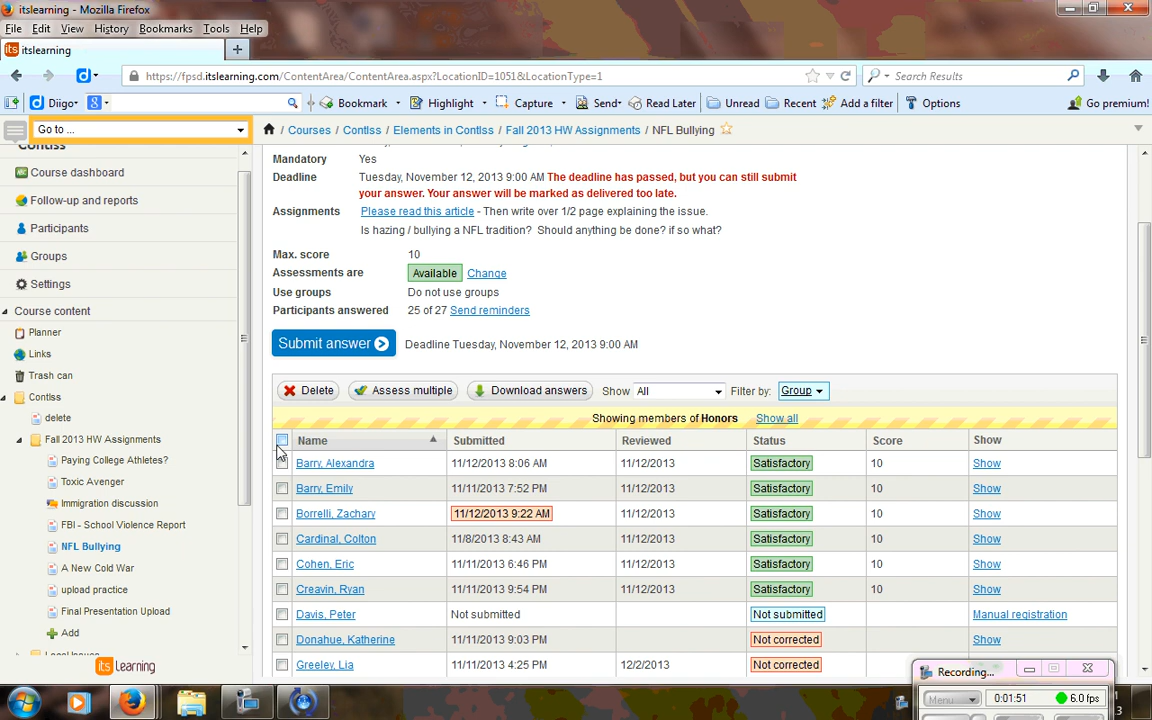 itslearning - Mozilla Firefox
File Edit View History Bookmarks Tools Help
its itslearning +
https://fpsd.itslearning.com/ContentArea/ContentArea.aspx?LocationID=1051&LocationType=1 Search Reports
Diigo Bookmark Highlight Capture Send Read Later Unread Recent Add a filter Options Go premium!
Go to ... / Courses / Contlss / Elements in Contlss / Fall 2013 HW Assignments / NFL Bullying
Contlss
Course dashboard
Follow-up and reports
Participants
Groups
Settings
Course content
Planner
Links
Trash can
Contlss
delete
Fall 2013 HW Assignments
Paying College Athletes?
Toxic Avenger
Immigration discussion
FBI - School Violence Report
NFL Bullying
A New Cold War
upload practice
Final Presentation Upload
Add
its learning
Mandatory Yes
Deadline Tuesday, November 12, 2013 9:00 AM The deadline has passed, but you can still submit
your answer. Your answer will be marked as delivered too late.
Assignments Please read this article - Then write over 1/2 page explaining the issue.
Is hazing / bullying a NFL tradition? Should anything be done? if so what?
Max. score 10
Assessments are Available Change
Use groups Do not use groups
Participants answered 25 of 27 Send reminders
Submit answer Deadline Tuesday, November 12, 2013 9:00 AM
Delete Assess multiple Download answers Show All Filter by: Group
Showing members of Honors Show all
Name Submitted Reviewed Status Score Show
Barry, Alexandra 11/12/2013 8:06 AM 11/12/2013 Satisfactory 10 Show
Barry, Emily 11/11/2013 7:52 PM 11/12/2013 Satisfactory 10 Show
Borrelli, Zachary 11/12/2013 9:22 AM 11/12/2013 Satisfactory 10 Show
Cardinal, Colton 11/8/2013 8:43 AM 11/12/2013 Satisfactory 10 Show
Cohen, Eric 11/11/2013 6:46 PM 11/12/2013 Satisfactory 10 Show
Creavin, Ryan 11/11/2013 9:54 PM 11/12/2013 Satisfactory 10 Show
Davis, Peter Not submitted Not submitted Manual registration
Donahue, Katherine 11/11/2013 9:03 PM Not corrected Show
Greeley, Lia 11/11/2013 4:25 PM 12/2/2013 Not corrected
Recording...
Menu 0:01:51 6.0 fps